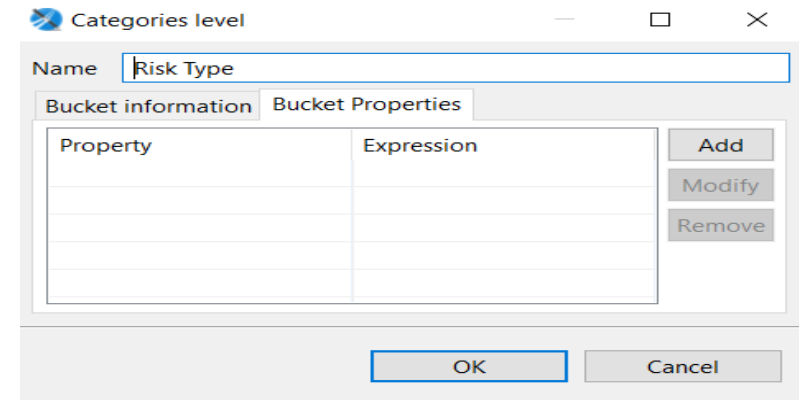 Categories level
Name Risk Type
Bucket information Bucket Properties
Property Expression Add
Modify
Remove
OK Cancel